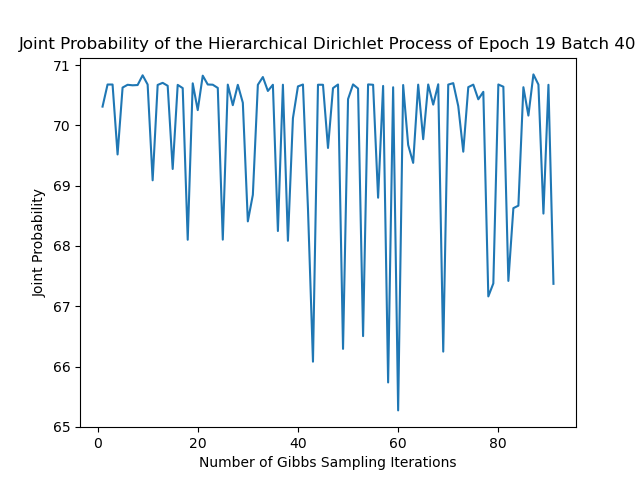 Joint Probability of the Hierarchical Dirichlet Process of Epoch 19 Batch 40
71
70
69
68
67
66
65
Joint Probability
0 20 40 60 80
Number of Gibbs Sampling Iterations